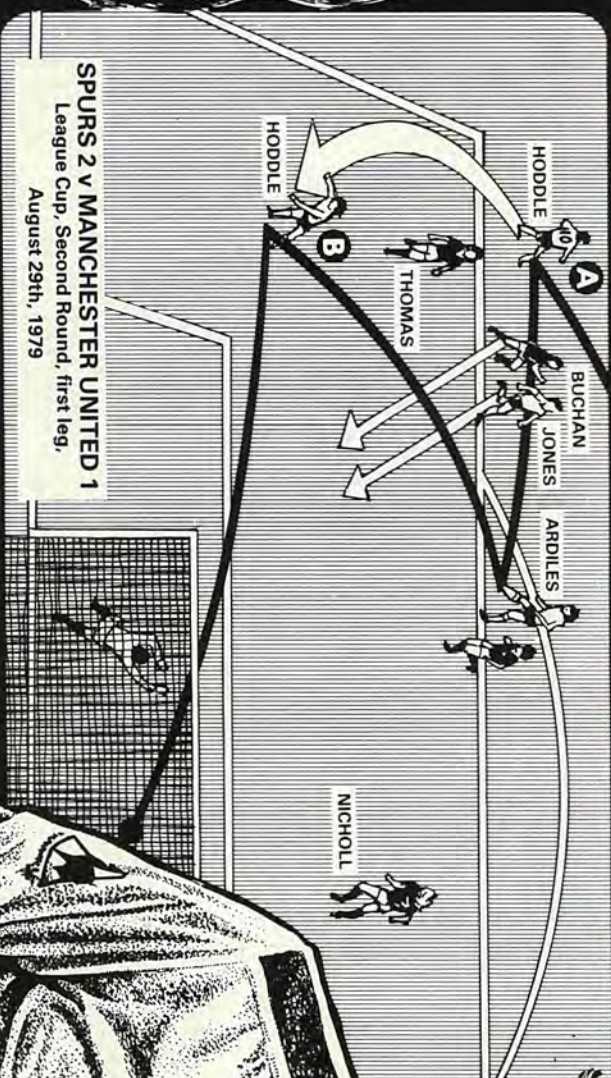 A
BUCHAN
HODDLE
10
JONES
ARDILES
THOMAS
NICHOLL
B
HODDLE
SPURS 2 v MANCHESTER UNITED 1
League Cup, Second Round, first leg,
August 29th, 1979